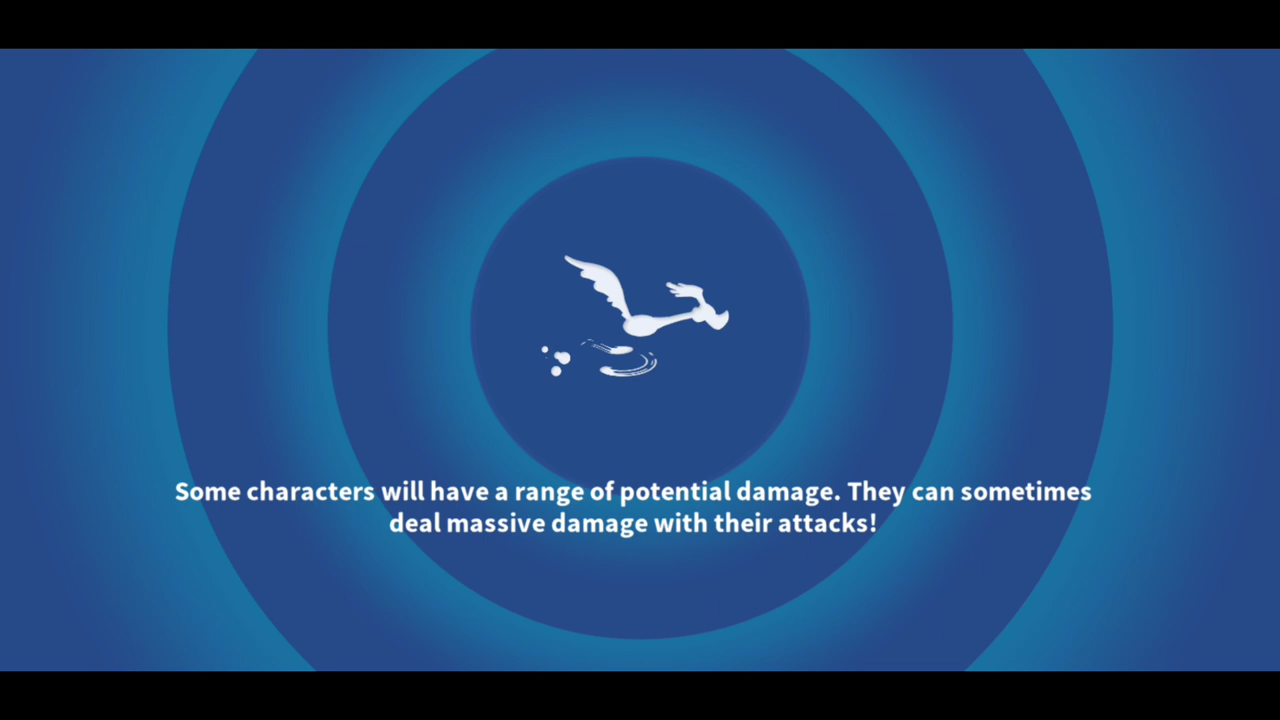 Some characters will have a range of potential damage. They can sometimes
deal massive damage with their attacks!